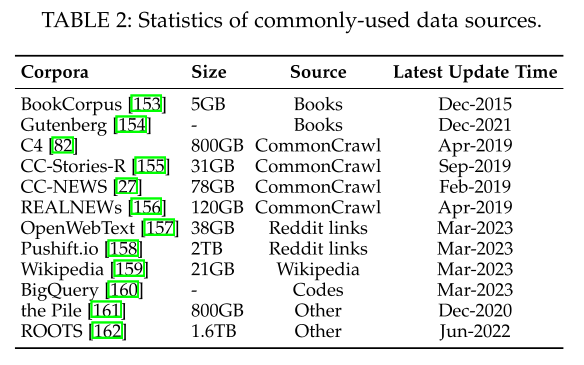 TABLE 2: Statistics of commonly-used data sources.
Corpora Size Source Latest Update Time
BookCorpus [153] 5GB Books Dec-2015
Gutenberg [154] - Books Dec-2021
C4 [82] 800GB CommonCrawl Apr-2019
CC-Stories-R [155] 31GB CommonCrawl Sep-2019
CC-NEWS [27] 78GB CommonCrawl Feb-2019
REALNEWs [156] 120GB CommonCrawl Apr-2019
OpenWebText [157] 38GB Reddit links Mar-2023
Pushift.io [158] 2TB Reddit links Mar-2023
Wikipedia [159] 21GB Wikipedia Mar-2023
BigQuery [160] - Codes Mar-2023
the Pile [161] 800GB Other Dec-2020
ROOTS [162] 1.6TB Other Jun-2022